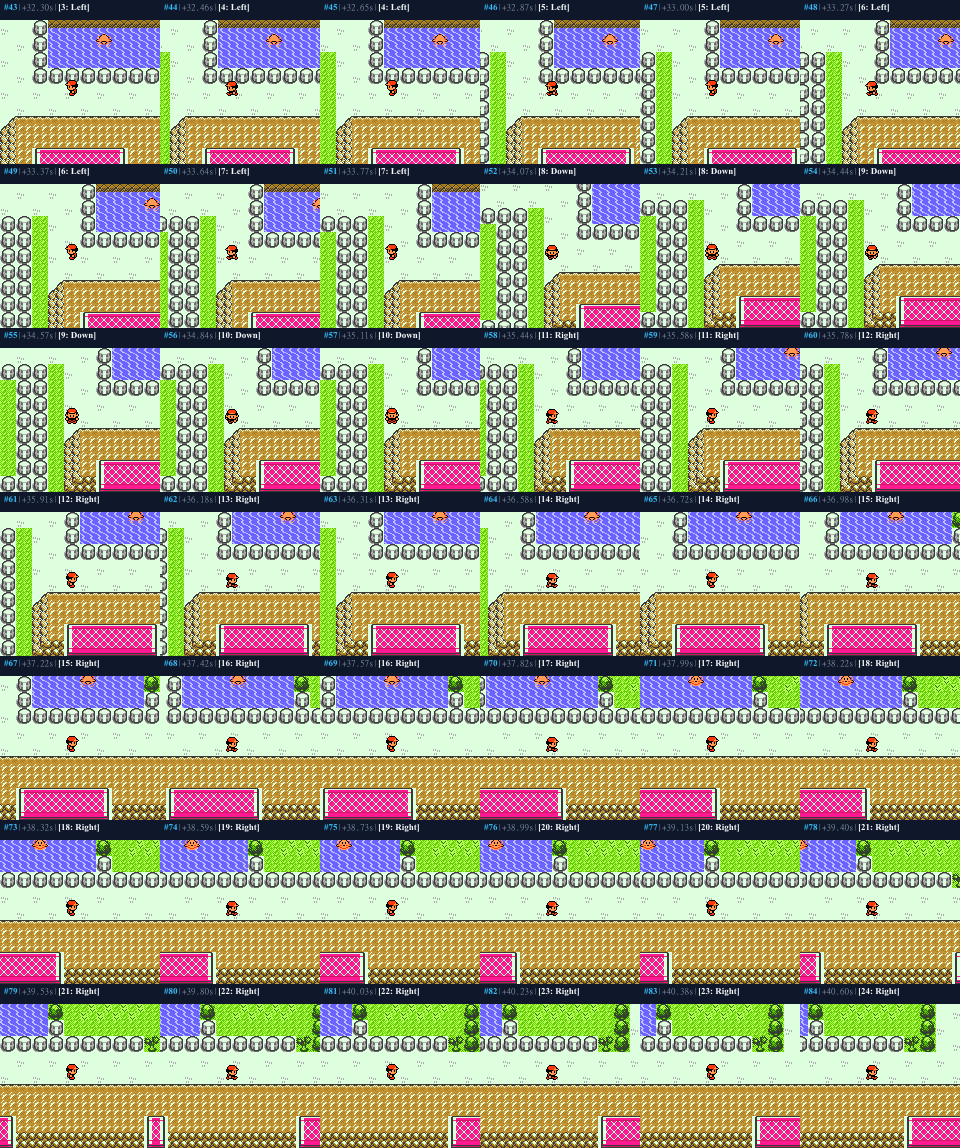 #43|+32.30s| [3: Left] #44|+32.46s| [4: Left] #45|+32.65s| [4: Left] #46|+32.87s| [5: Left] #47|+33.00s| [5: Left] #48|+33.27s| [6: Left]
#49|+33.37s| [6: Left] #50|+33.64s| [7: Left] #51|+33.77s| [7: Left] #52|+34.07s| [8: Down] #53|+34.21s| [8: Down] #54|+34.44s| [9: Down]
#55|+34.57s| [9: Down] #56|+34.84s| [10: Down] #57|+35.11s| [10: Down] #58|+35.44s| [11: Right] #59|+35.58s| [11: Right] #60|+35.78s| [12: Right]
#61|+35.91s| [12: Right] #62|+36.18s| [13: Right] #63|+36.31s| [13: Right] #64|+36.58s| [14: Right] #65|+36.72s| [14: Right] #66|+36.98s| [15: Right]
#67|+37.22s| [15: Right] #68|+37.42s| [16: Right] #69|+37.57s| [16: Right] #70|+37.82s| [17: Right] #71|+37.99s| [17: Right] #72|+38.22s| [18: Right]
#73|+38.32s| [18: Right] #74|+38.59s| [19: Right] #75|+38.73s| [19: Right] #76|+38.99s| [20: Right] #77|+39.13s| [20: Right] #78|+39.40s| [21: Right]
#79|+39.53s| [21: Right] #80|+39.80s| [22: Right] #81|+40.03s| [22: Right] #82|+40.23s| [23: Right] #83|+40.38s| [23: Right] #84|+40.60s| [24: Right]